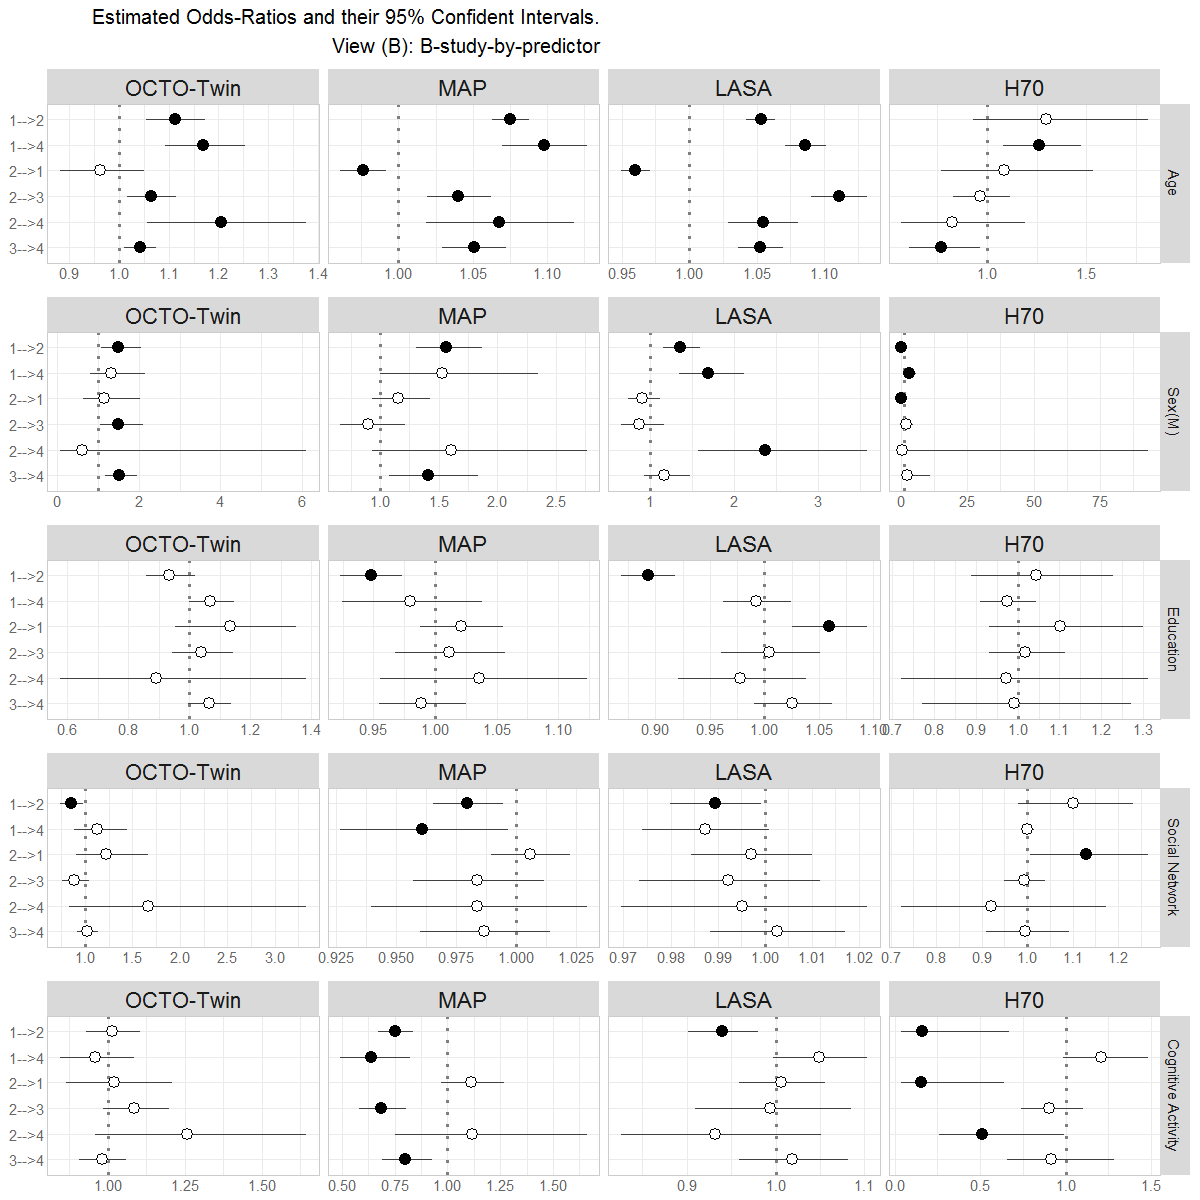 Estimated Odds-Ratios and their 95% Confident Intervals.
View (B): B-study-by-predictor
OCTO-Twin MAP LASA H70
1-->2
1-->4
2-->1
2-->3
2-->4
3-->4
Age
0.9 1.0 1.1 1.2 1.3 1.4 1.00 1.05 1.10 0.95 1.00 1.05 1.10 1.0 1.5
OCTO-Twin MAP LASA H70
1-->2
1-->4
2-->1
2-->3
2-->4
3-->4
Sex(M)
0 2 4 6 1.0 1.5 2.0 2.5 1 2 3 0 25 50 75
OCTO-Twin MAP LASA H70
1-->2
1-->4
2-->1
2-->3
2-->4
3-->4
Education
0.6 0.8 1.0 1.2 1.4 0.95 1.00 1.05 1.10 0.90 0.95 1.00 1.05 1.10 0.7 0.8 0.9 1.0 1.1 1.2 1.3
OCTO-Twin MAP LASA H70
1-->2
1-->4
2-->1
2-->3
2-->4
3-->4
Social Network
1.0 1.5 2.0 2.5 3.0 0.925 0.950 0.975 1.000 1.025 0.97 0.98 0.99 1.00 1.01 1.02 0.7 0.8 0.9 1.0 1.1 1.2
OCTO-Twin MAP LASA H70
1-->2
1-->4
2-->1
2-->3
2-->4
3-->4
Cognitive Activity
1.00 1.25 1.50 0.50 0.75 1.00 1.25 1.50 0.9 1.0 1.1 0.0 0.5 1.0 1.5